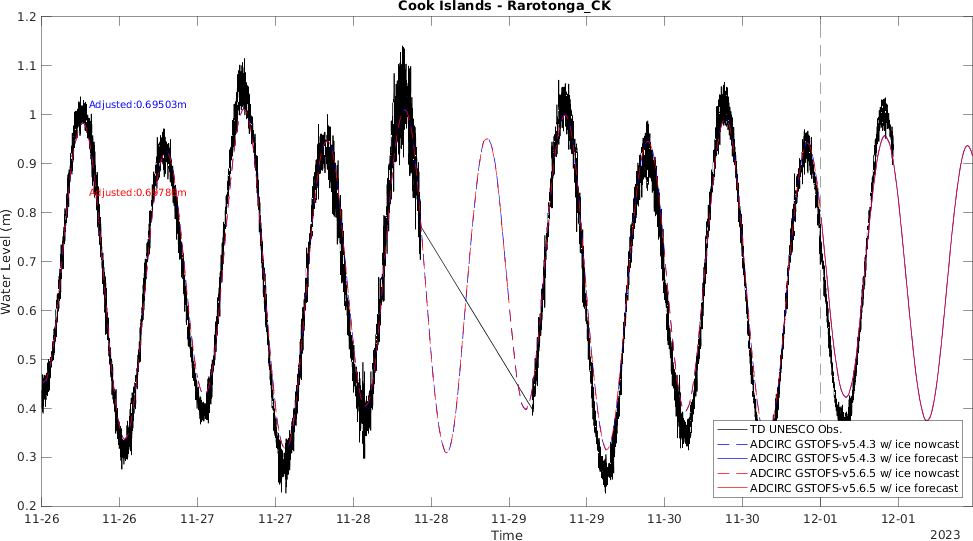 Cook Islands - Rarotonga_CK
1.2
1.1
1
0.9
0.8
0.7
0.6
0.5
0.4
0.3
0.2
Water Level (m)
Adjusted:0.69503m
TD UNESCO Obs.
ADCIRC GSTOFS-v5.4.3 w/ ice nowcast
ADCIRC GSTOFS-v5.4.3 w/ ice forecast
ADCIRC GSTOFS-v5.6.5 w/ ice nowcast
ADCIRC GSTOFS-v5.6.5 w/ ice forecast
11-26 11-26 11-27 11-27 11-28 11-28 11-29 11-29 11-30 11-30 12-01 12-01
Time
2023